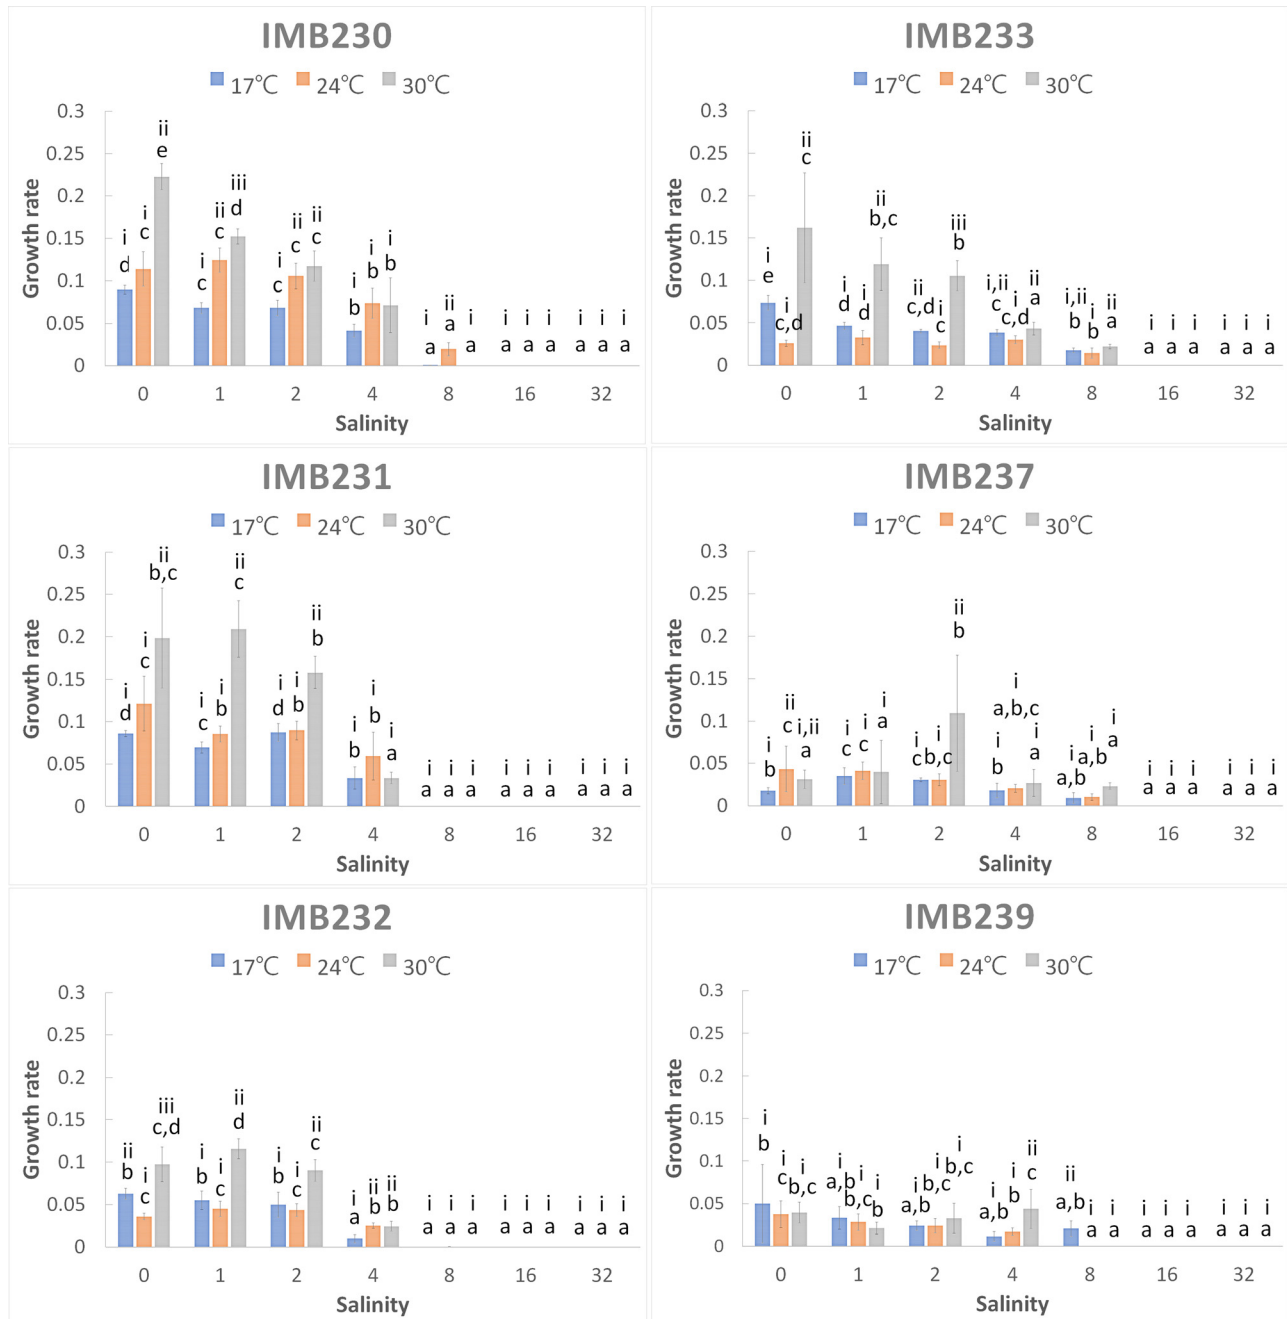 IMB230
17℃ 24℃ 30℃
Growth rate
0.3
0.25
0.2
0.15
0.1
0.05
0
i i ii i ii iii i ii ii i i i i ii i i i i i i i
d c e c c d c c c b b b a a a a a a a a a
0 1 2 4 8 16 32
Salinity
IMB233
17℃ 24℃ 30℃
Growth rate
0.3
0.25
0.2
0.15
0.1
0.05
0
i i ii i i ii ii i iii i,ii i ii i,ii i ii i i i i i i
e c,d c d d b,c c,d c b c c,d a b b a a a a a a a
0 1 2 4 8 16 32
Salinity
IMB231
17℃ 24℃ 30℃
Growth rate
0.3
0.25
0.2
0.15
0.1
0.05
0
i i ii i i ii i i ii i i i i i i i i i i i i
d c b,c c b c d b b b b a a a a a a a a a a
0 1 2 4 8 16 32
Salinity
IMB237
17℃ 24℃ 30℃
Growth rate
0.3
0.25
0.2
0.15
0.1
0.05
0
i ii i,ii i i i i i ii i i i i i i i i i i i i
b c a c c a c b,c b b a,b,c a a,b a,b a a a a a a a
0 1 2 4 8 16 32
Salinity
IMB232
17℃ 24℃ 30℃
Growth rate
0.3
0.25
0.2
0.15
0.1
0.05
0
ii i iii i i ii i i ii i ii ii i i i i i i i i i
b c c,d b c d b c c a b b a a a a a a a a a
0 1 2 4 8 16 32
Salinity
IMB239
17℃ 24℃ 30℃
Growth rate
0.3
0.25
0.2
0.15
0.1
0.05
0
i i i i i i i i i i i ii ii i i i i i i i i
b c b,c a,b b,c b a,b b,c b,c a,b b c a,b a a a a a a a a
0 1 2 4 8 16 32
Salinity